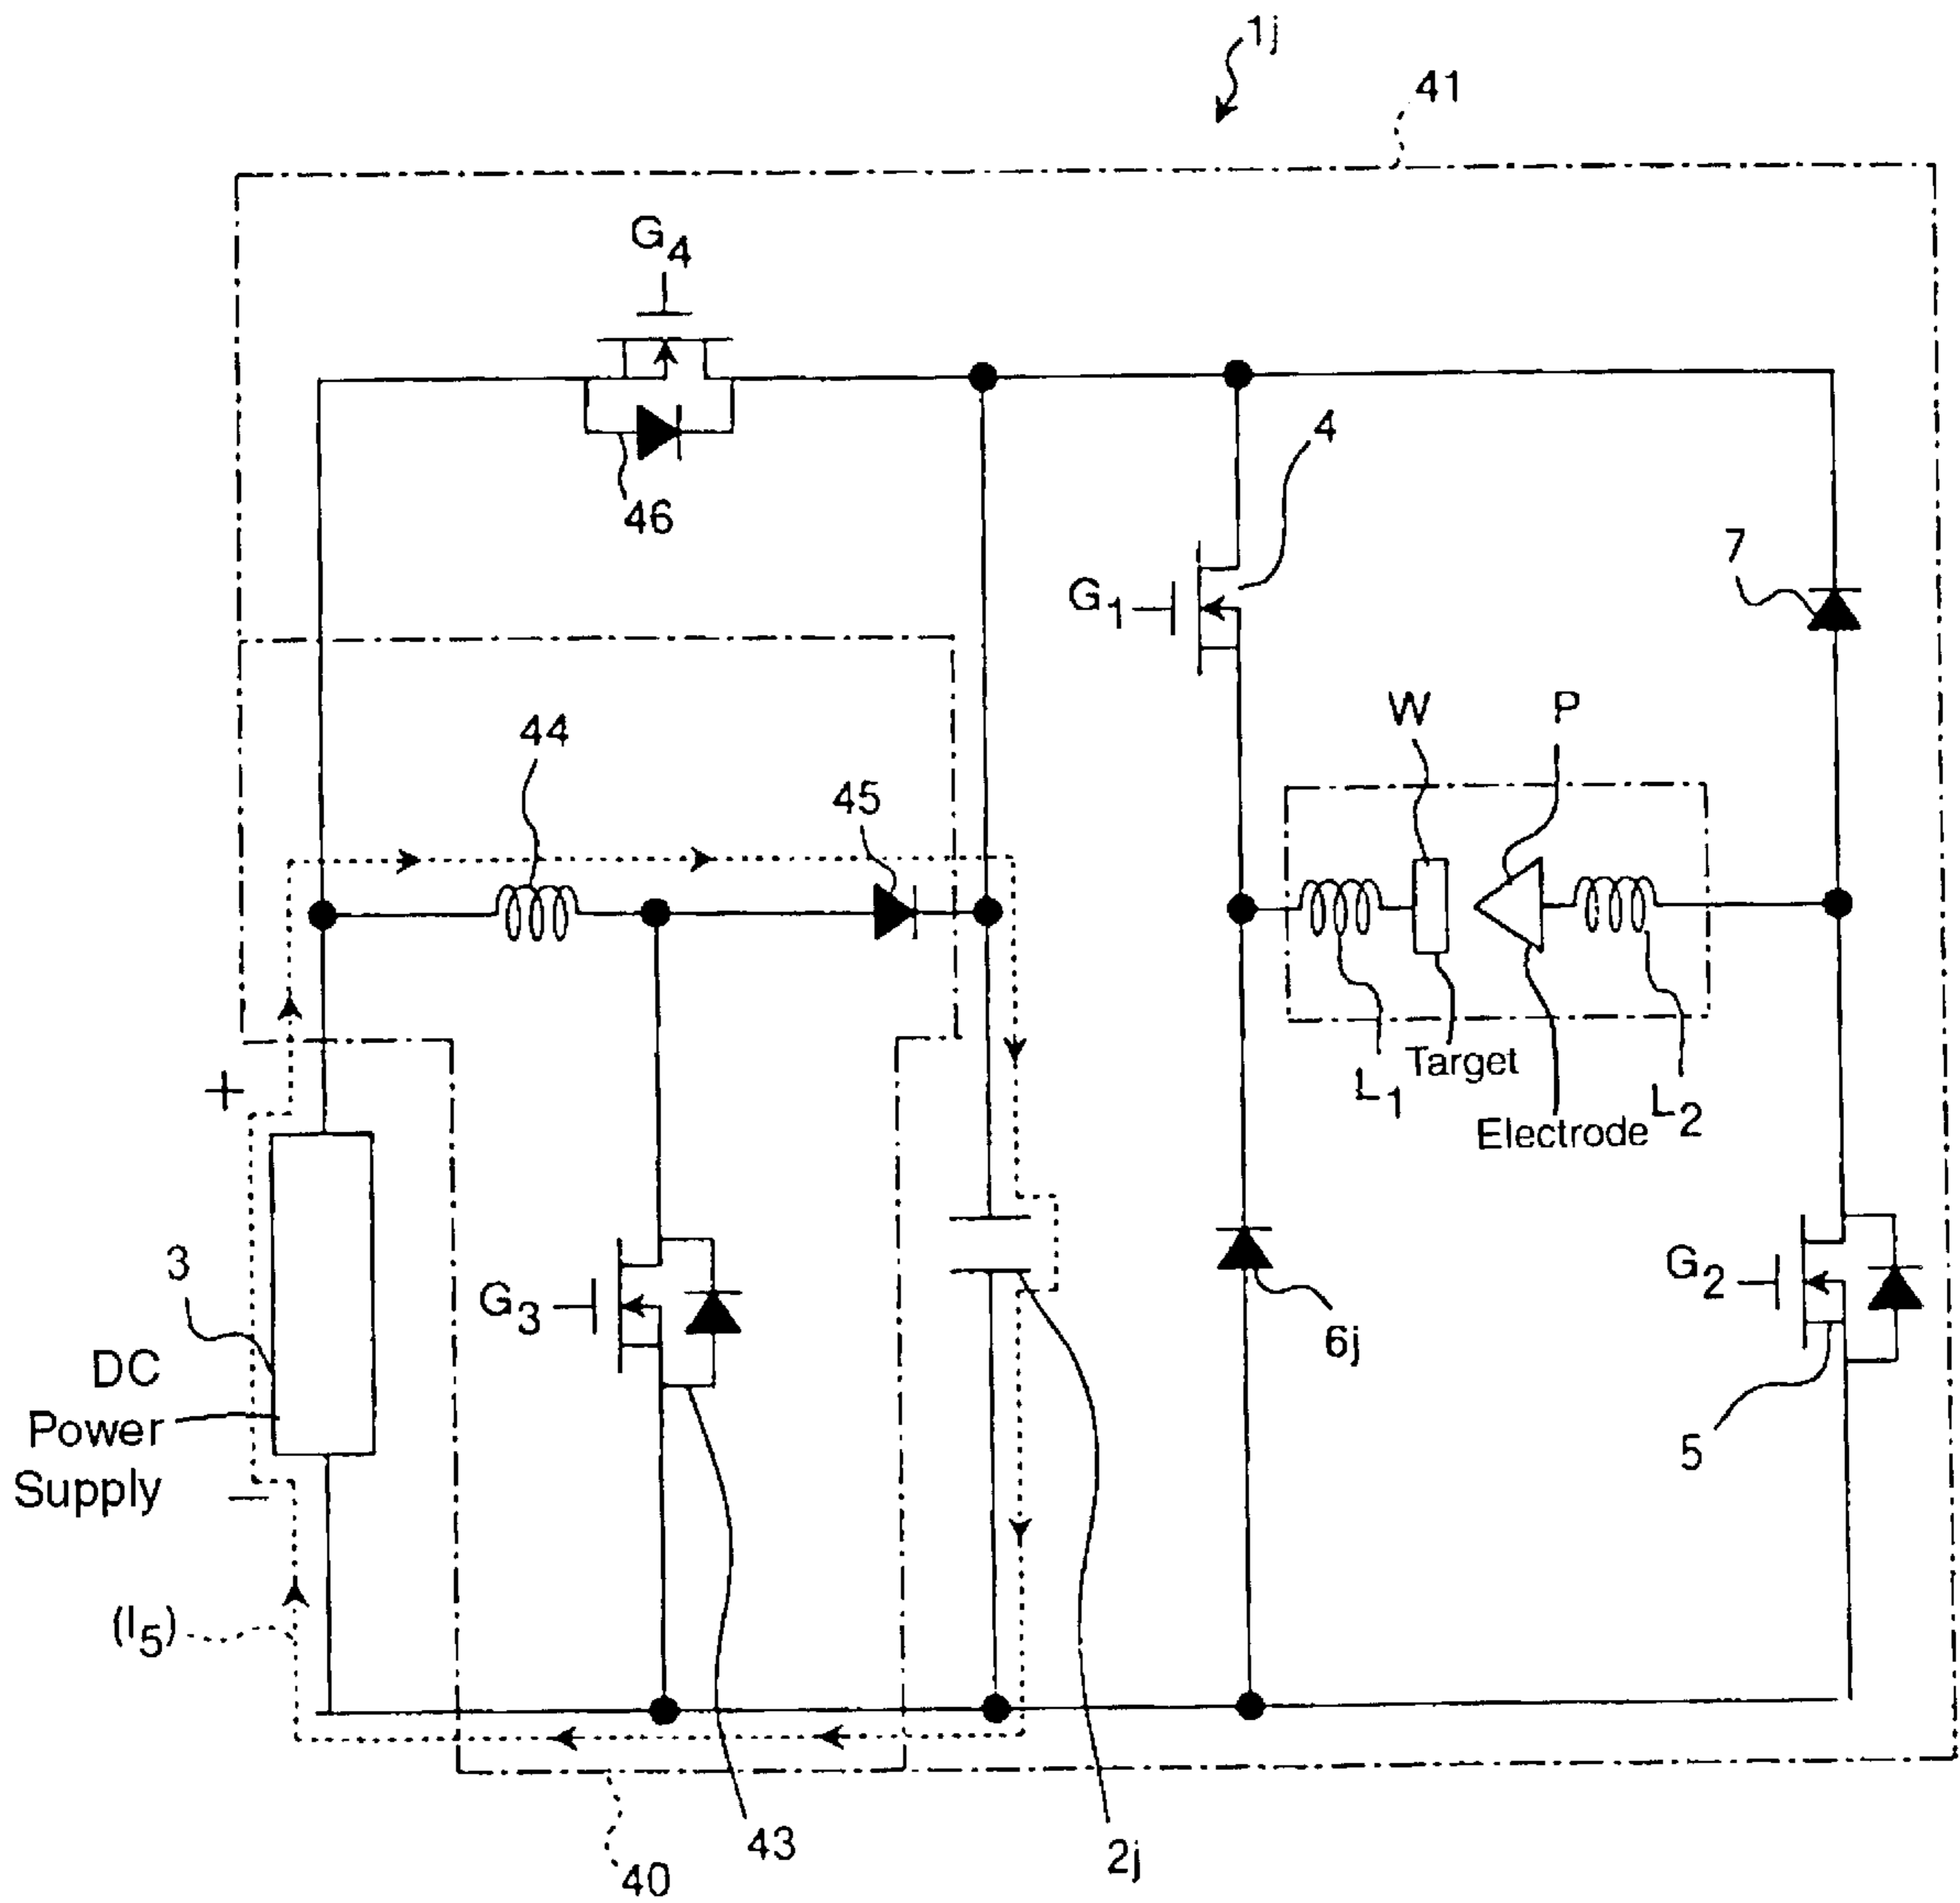 1j
41
G4
46
4
G1
7
W
P
44
45
+
L1
Target
L2
Electrode
3
DC
Power
Supply
−
G3
G2
6j
5
(I5)
43
2j
40